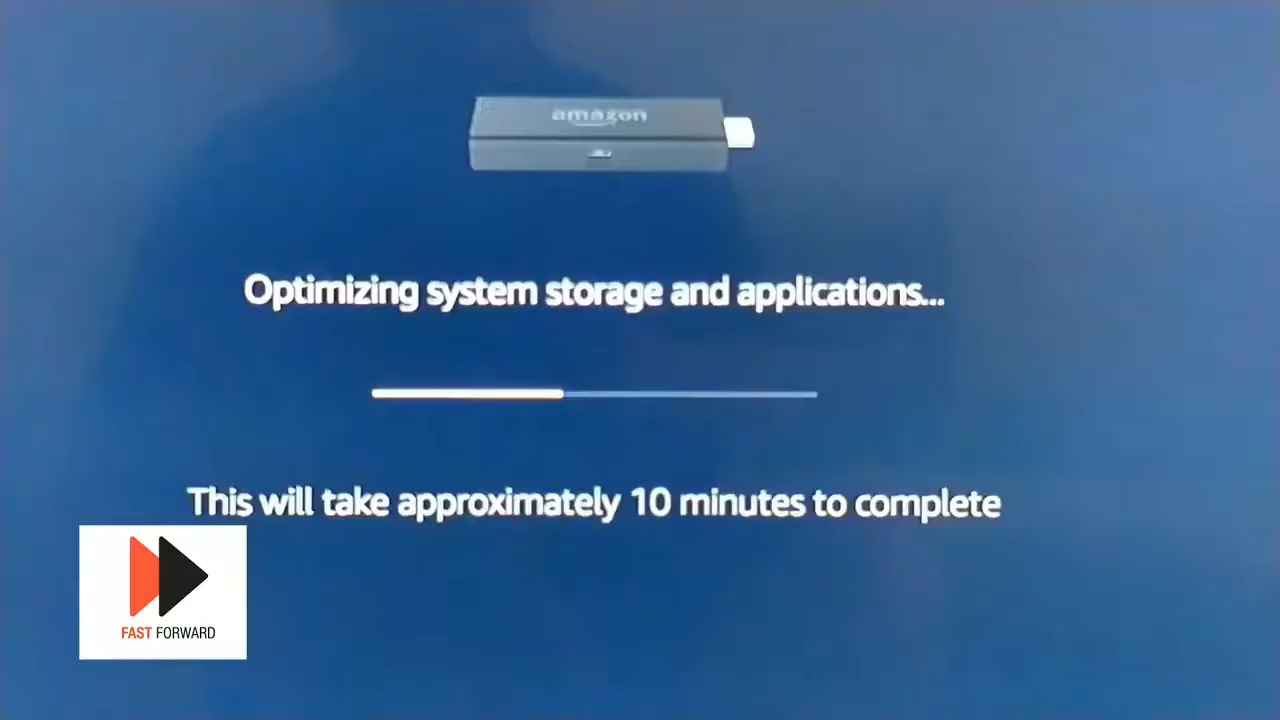 amazon
Optimizing system storage and applications...
This will take approximately 10 minutes to complete
FAST FORWARD